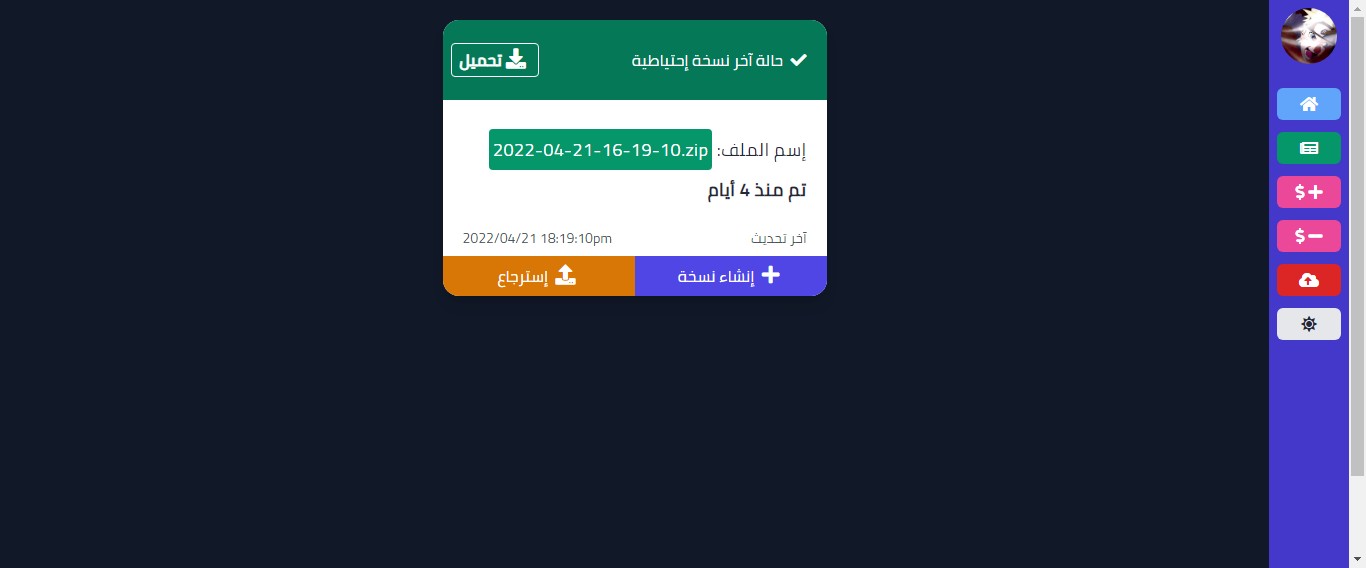 حالة آخر نسخة إحتياطية
تحميل
إسم الملف: 2022-04-21-16-19-10.zip
تم منذ 4 أيام
آخر تحديث
2022/04/21 18:19:10pm
إنشاء نسخة
إسترجاع
$+
$-